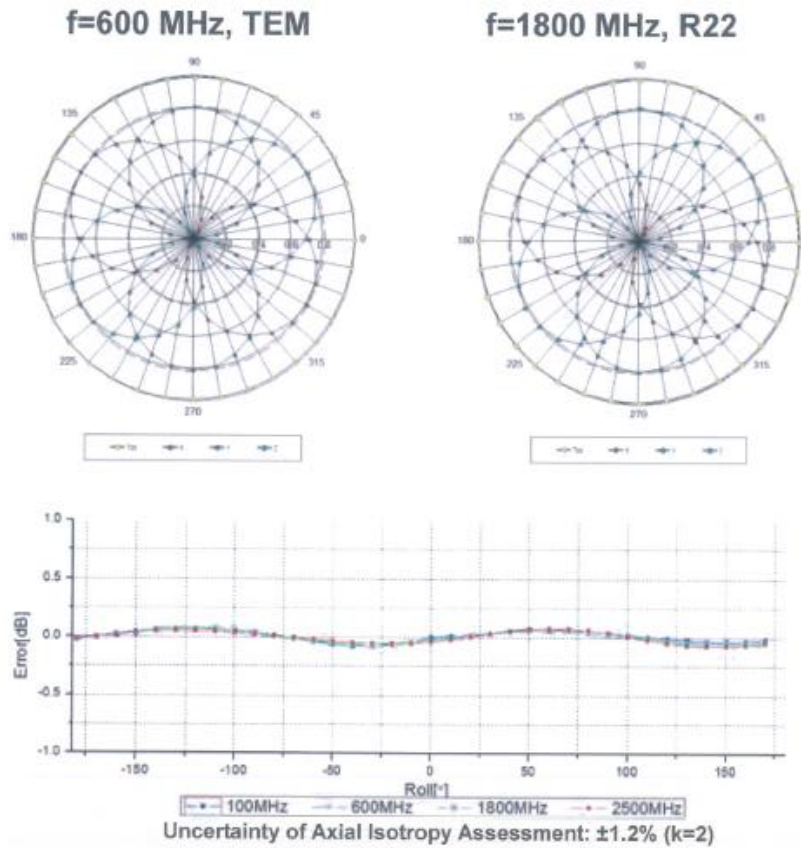 f=600 MHz, TEM
f=1800 MHz, R22
90
135
45
180
0
225
315
270
90
135
45
180
225
315
270
Tot X Y Z
Tot X Y Z
1.0
0.5
0.0
-0.5
-1.0
Error[dB]
-150 -100 -50 0 50 100 150
Roll[°]
100MHz 600MHz 1800MHz 2500MHz
Uncertainty of Axial Isotropy Assessment: ±1.2% (k=2)